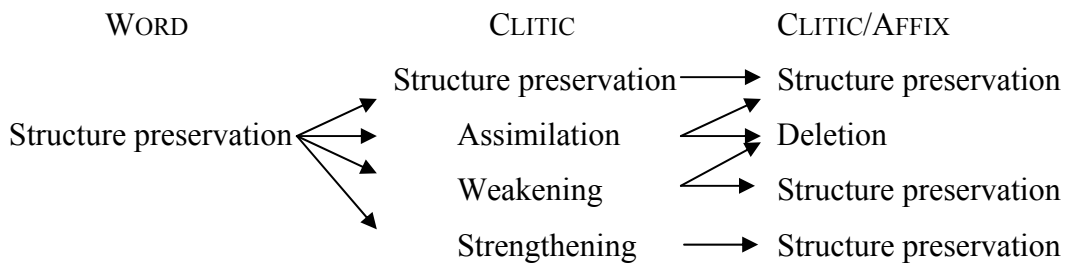 WORD CLITIC CLITIC/AFFIX
Structure preservation Structure preservation
Structure preservation Assimilation Deletion
Weakening Structure preservation
Strengthening Structure preservation